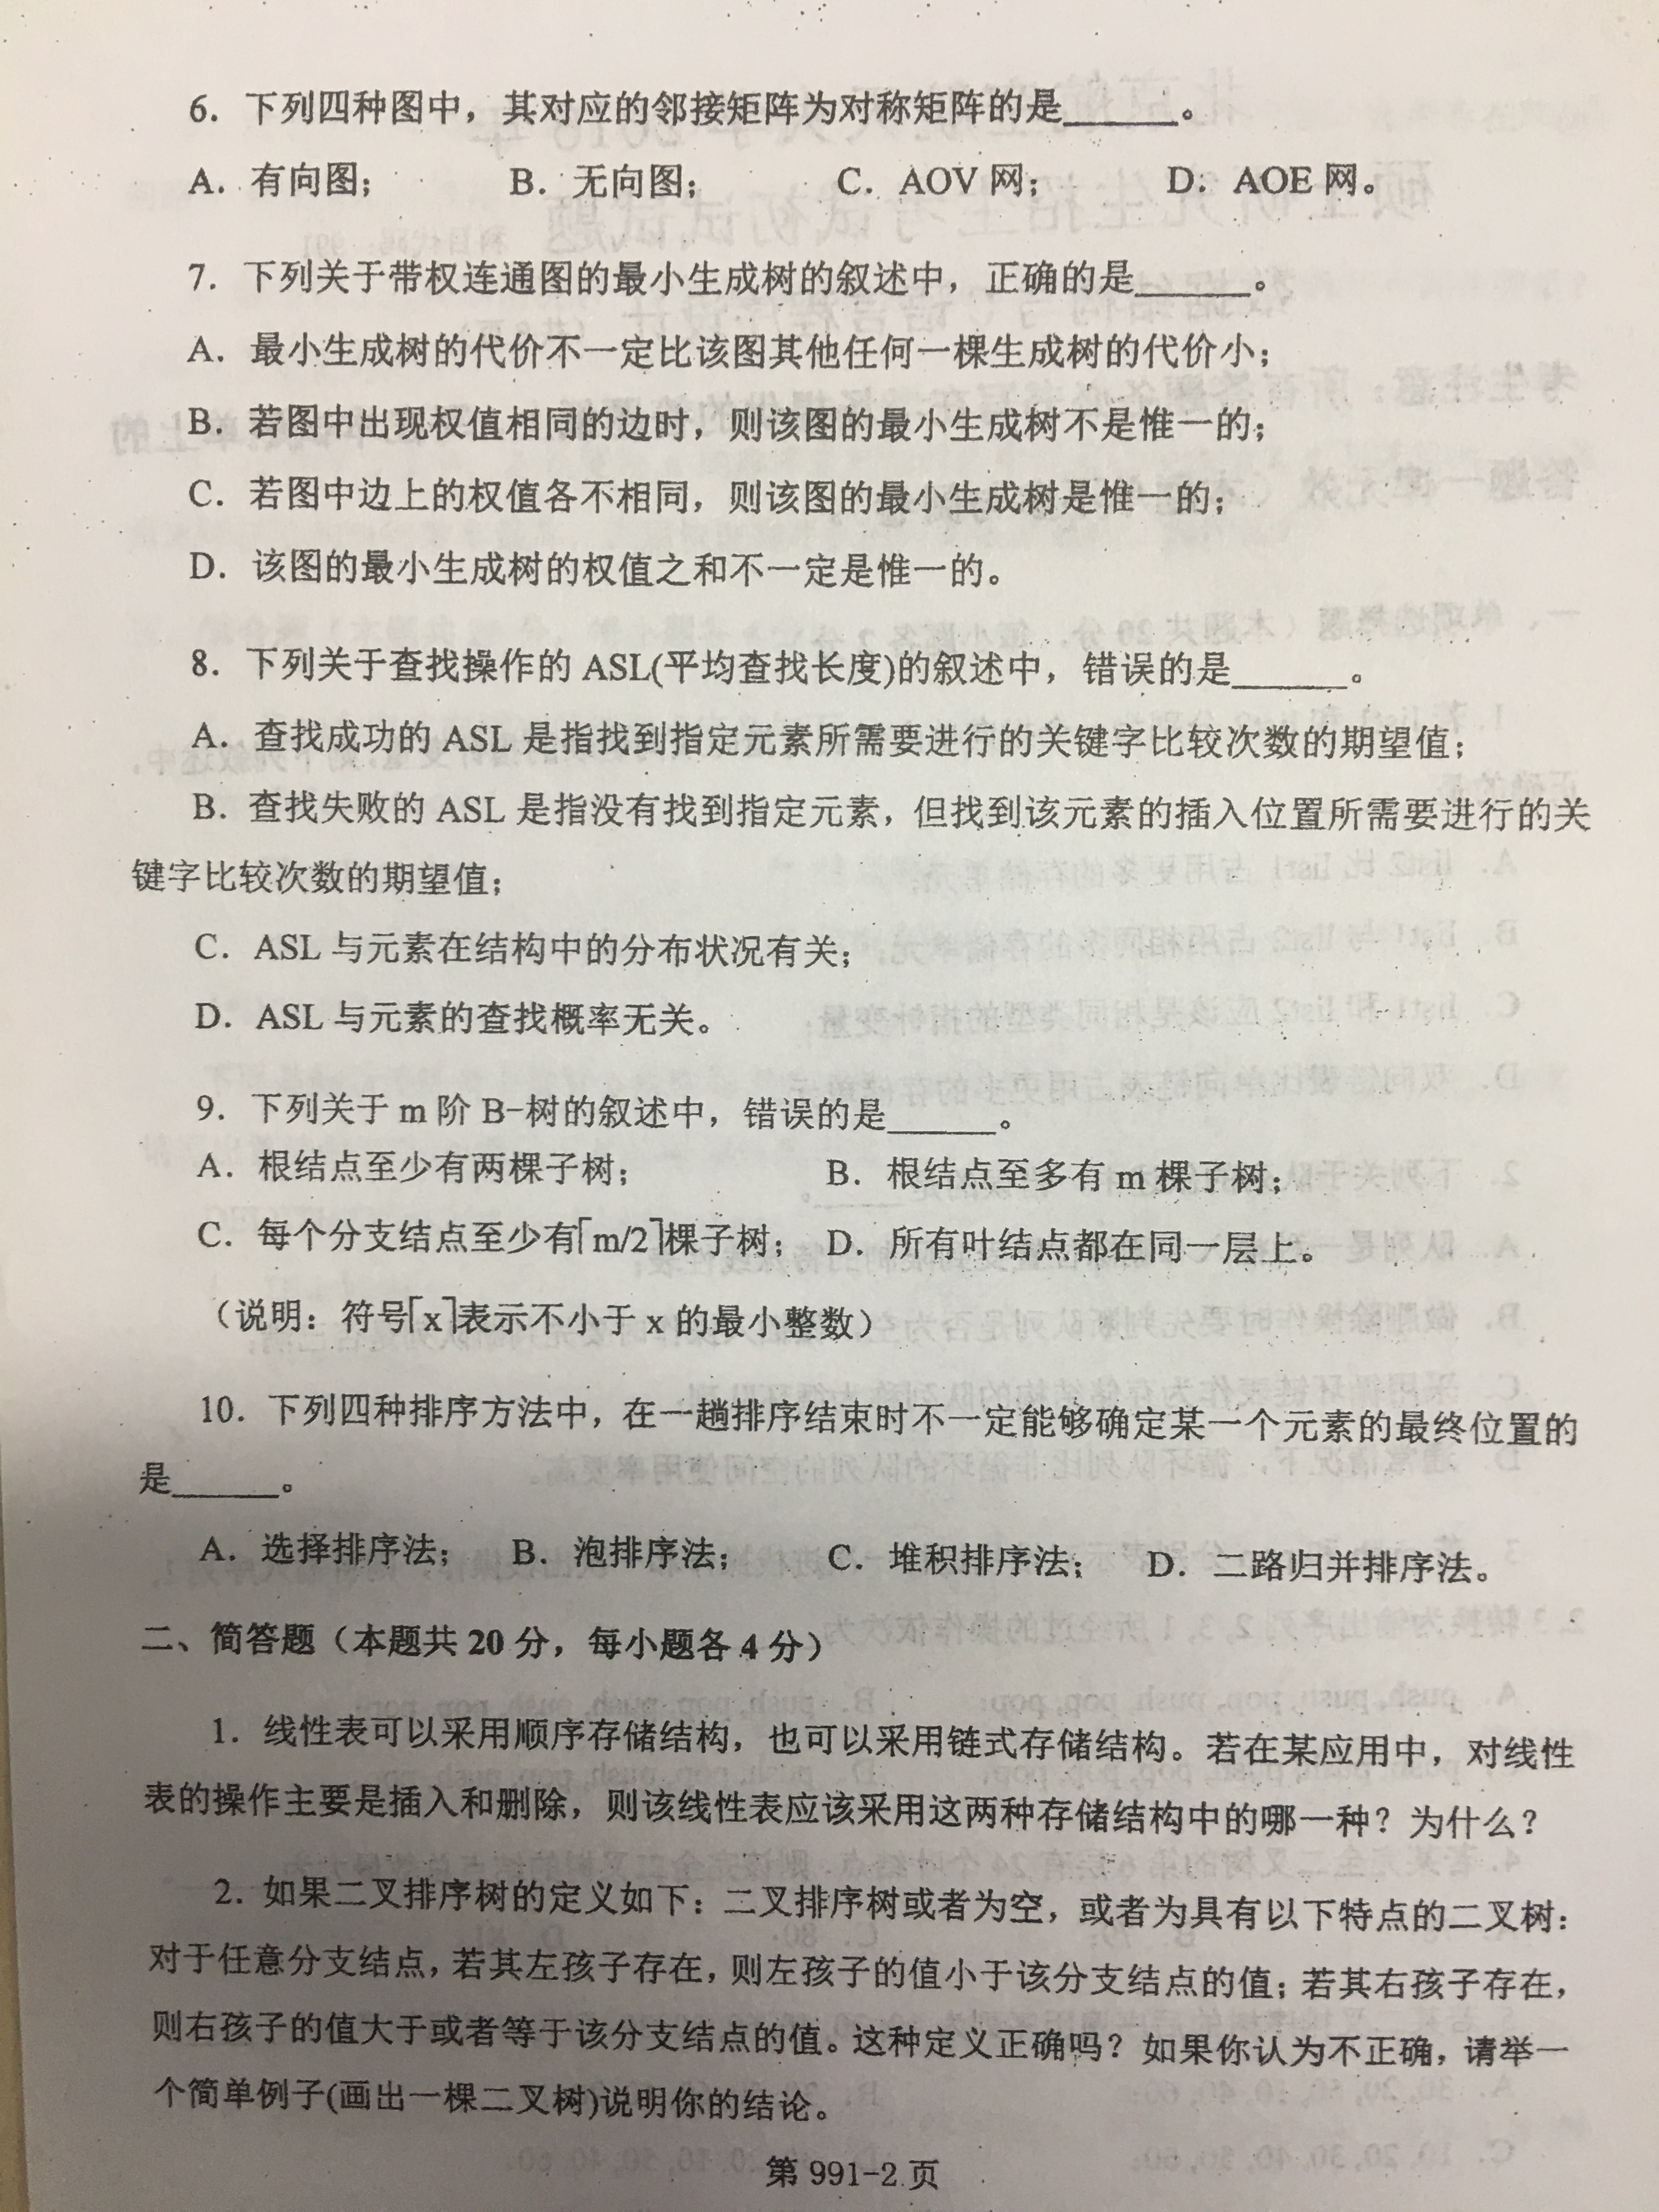 6．下列四种图中，其对应的邻接矩阵为对称矩阵的是______。
A．有向图； B．无向图； C．AOV 网； D．AOE 网。
7．下列关于带权连通图的最小生成树的叙述中，正确的是______。
A．最小生成树的代价不一定比该图其他任何一棵生成树的代价小；
B．若图中出现权值相同的边时，则该图的最小生成树不是惟一的；
C．若图中边上的权值各不相同，则该图的最小生成树是惟一的；
D．该图的最小生成树的权值之和不一定是惟一的。
8．下列关于查找操作的 ASL(平均查找长度)的叙述中，错误的是______。
A．查找成功的 ASL 是指找到指定元素所需要进行的关键字比较次数的期望值；
B．查找失败的 ASL 是指没有找到指定元素，但找到该元素的插入位置所需要进行的关
键字比较次数的期望值；
C．ASL 与元素在结构中的分布状况有关；
D．ASL 与元素的查找概率无关。
9．下列关于 m 阶 B-树的叙述中，错误的是______。
A．根结点至少有两棵子树； B．根结点至多有 m 棵子树；
C．每个分支结点至少有⌈m/2⌉棵子树； D．所有叶结点都在同一层上。
（说明：符号⌈x⌉表示不小于 x 的最小整数）
10．下列四种排序方法中，在一趟排序结束时不一定能够确定某一个元素的最终位置的
是______。
A．选择排序法； B．泡排序法； C．堆积排序法； D．二路归并排序法。
二、简答题（本题共 20 分，每小题各 4 分）
1．线性表可以采用顺序存储结构，也可以采用链式存储结构。若在某应用中，对线性
表的操作主要是插入和删除，则该线性表应该采用这两种存储结构中的哪一种？为什么？
2．如果二叉排序树的定义如下：二叉排序树或者为空，或者为具有以下特点的二叉树：
对于任意分支结点，若其左孩子存在，则左孩子的值小于该分支结点的值；若其右孩子存在，
则右孩子的值大于或者等于该分支结点的值。这种定义正确吗？如果你认为不正确，请举一
个简单例子(画出一棵二叉树)说明你的结论。
第 991-2 页